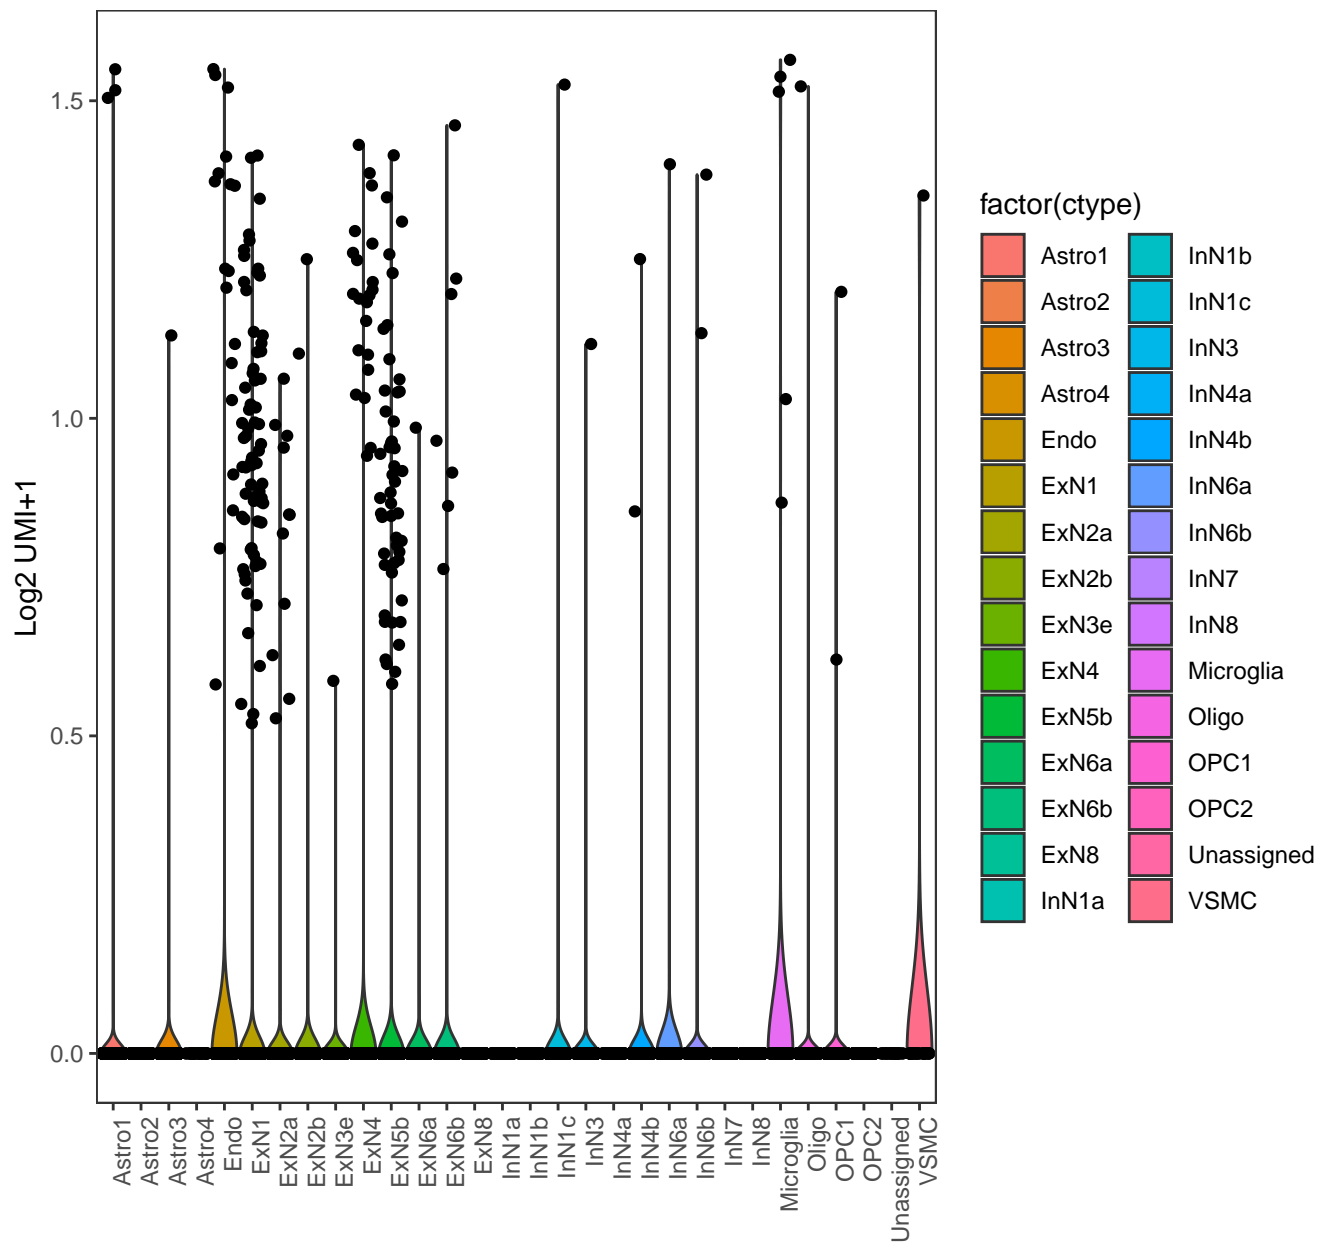 Log2 UMI+1
1.5
1.0
0.5
0.0
Astro1
Astro2
Astro3
Astro4
Endo
ExN1
ExN2a
ExN2b
ExN3e
ExN4
ExN5b
ExN6a
ExN6b
ExN8
InN1a
InN1b
InN1c
InN3
InN4a
InN4b
InN6a
InN6b
InN7
InN8
Microglia
Oligo
OPC1
OPC2
Unassigned
VSMC
factor(ctype)
Astro1
Astro2
Astro3
Astro4
Endo
ExN1
ExN2a
ExN2b
ExN3e
ExN4
ExN5b
ExN6a
ExN6b
ExN8
InN1a
InN1b
InN1c
InN3
InN4a
InN4b
InN6a
InN6b
InN7
InN8
Microglia
Oligo
OPC1
OPC2
Unassigned
VSMC